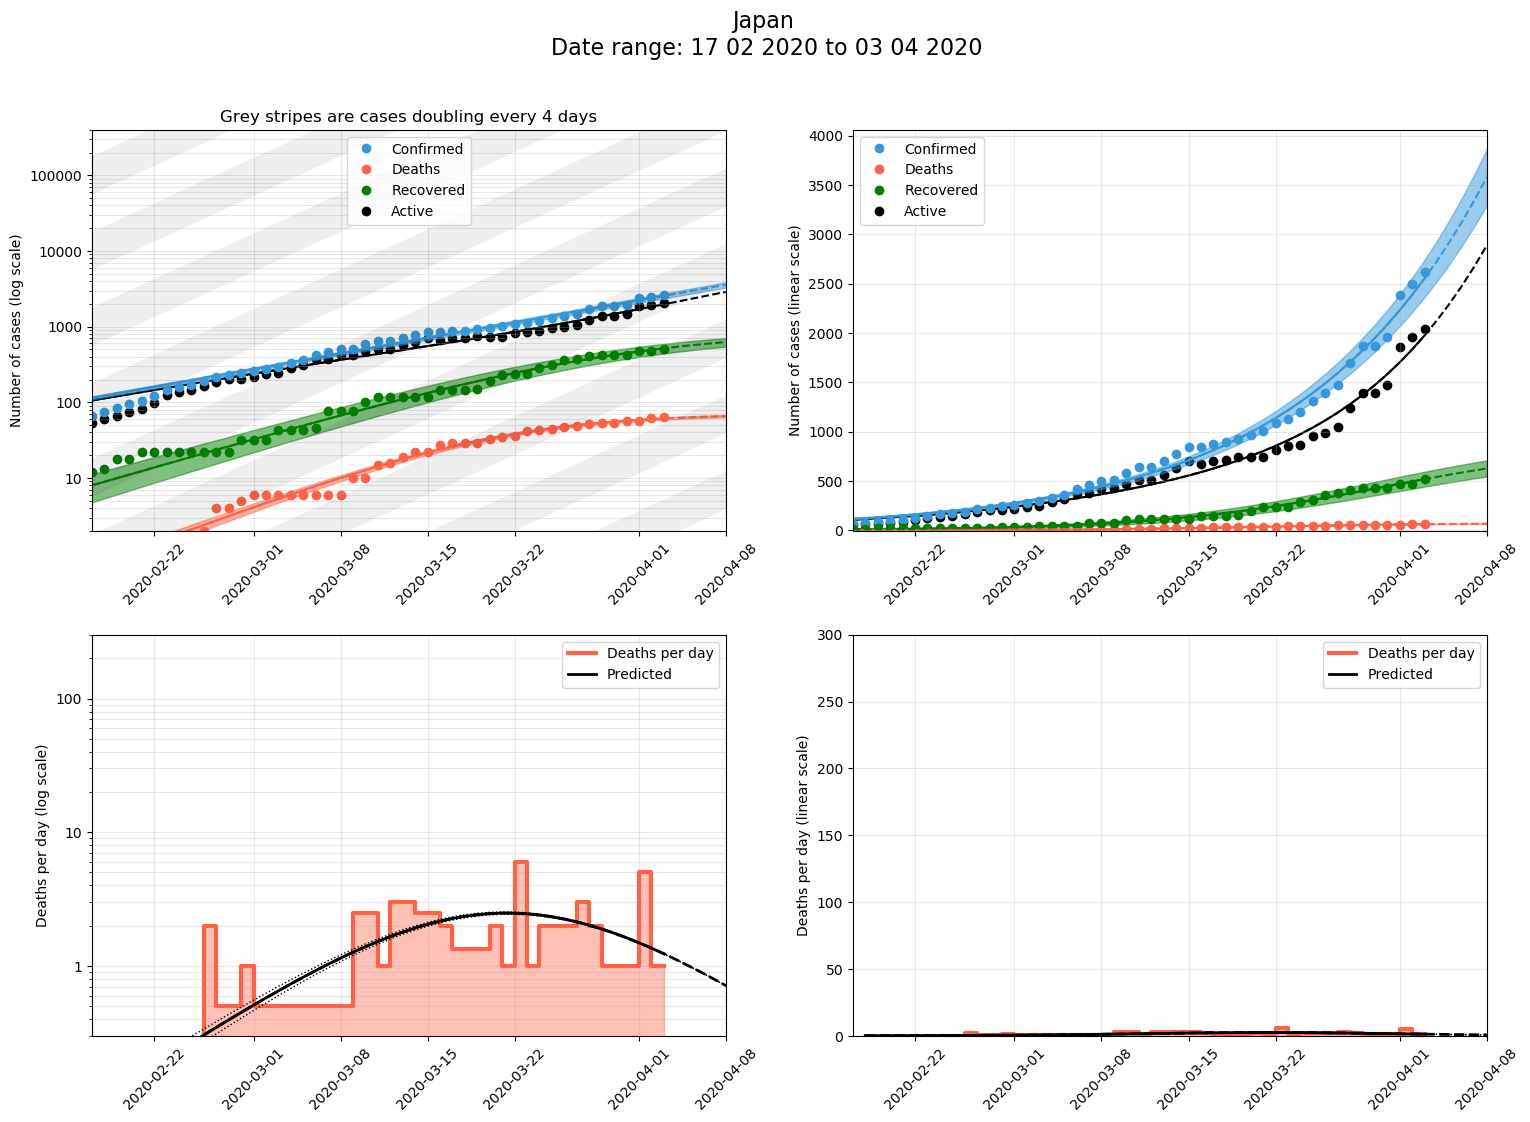 Japan
Date range: 17 02 2020 to 03 04 2020
Grey stripes are cases doubling every 4 days
Number of cases (log scale)
100000
10000
1000
100
10
Confirmed
Deaths
Recovered
Active
2020-02-22
2020-03-01
2020-03-08
2020-03-15
2020-03-22
2020-04-01
2020-04-08
Number of cases (linear scale)
4000
3500
3000
2500
2000
1500
1000
500
0
Confirmed
Deaths
Recovered
Active
2020-02-22
2020-03-01
2020-03-08
2020-03-15
2020-03-22
2020-04-01
2020-04-08
Deaths per day (log scale)
100
10
1
Deaths per day
Predicted
2020-02-22
2020-03-01
2020-03-08
2020-03-15
2020-03-22
2020-04-01
2020-04-08
Deaths per day (linear scale)
300
250
200
150
100
50
0
Deaths per day
Predicted
2020-02-22
2020-03-01
2020-03-08
2020-03-15
2020-03-22
2020-04-01
2020-04-08